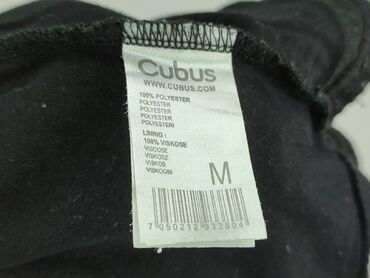 CUBUS
WWW.CUBUS.COM
100% POLYESTER
POLYESTER
POLYESTER
POLYESTER
POLYESTERI
LINING :
100% VISKOSE
VISCOSE
VISKOSE
VISKOS
VISKOOSI
M
7 050212 933804